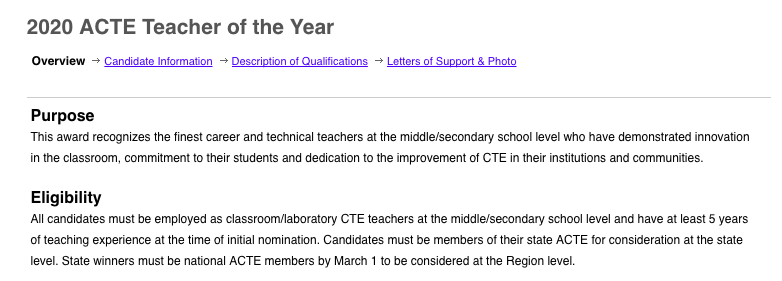 2020 ACTE Teacher of the Year
Overview → Candidate Information → Description of Qualifications → Letters of Support & Photo
Purpose
This award recognizes the finest career and technical teachers at the middle/secondary school level who have demonstrated innovation
in the classroom, commitment to their students and dedication to the improvement of CTE in their institutions and communities.
Eligibility
All candidates must be employed as classroom/laboratory CTE teachers at the middle/secondary school level and have at least 5 years
of teaching experience at the time of initial nomination. Candidates must be members of their state ACTE for consideration at the state
level. State winners must be national ACTE members by March 1 to be considered at the Region level.